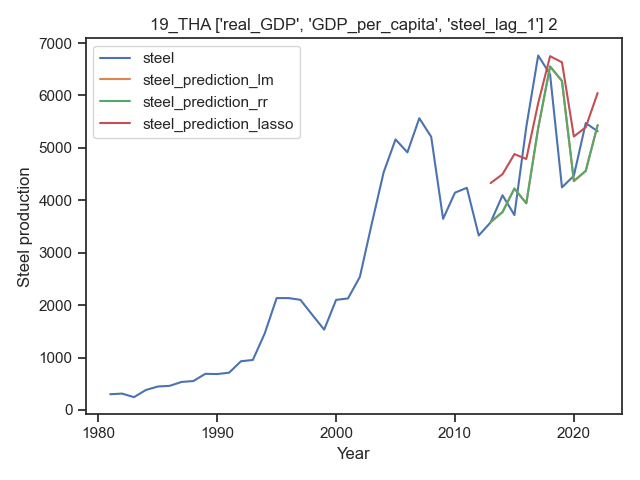 19_THA ['real_GDP', 'GDP_per_capita', 'steel_lag_1'] 2
7000
6000
5000
4000
3000
2000
1000
0
steel
steel_prediction_lm
steel_prediction_rr
steel_prediction_lasso
Steel production
1980
1990
2000
2010
2020
Year